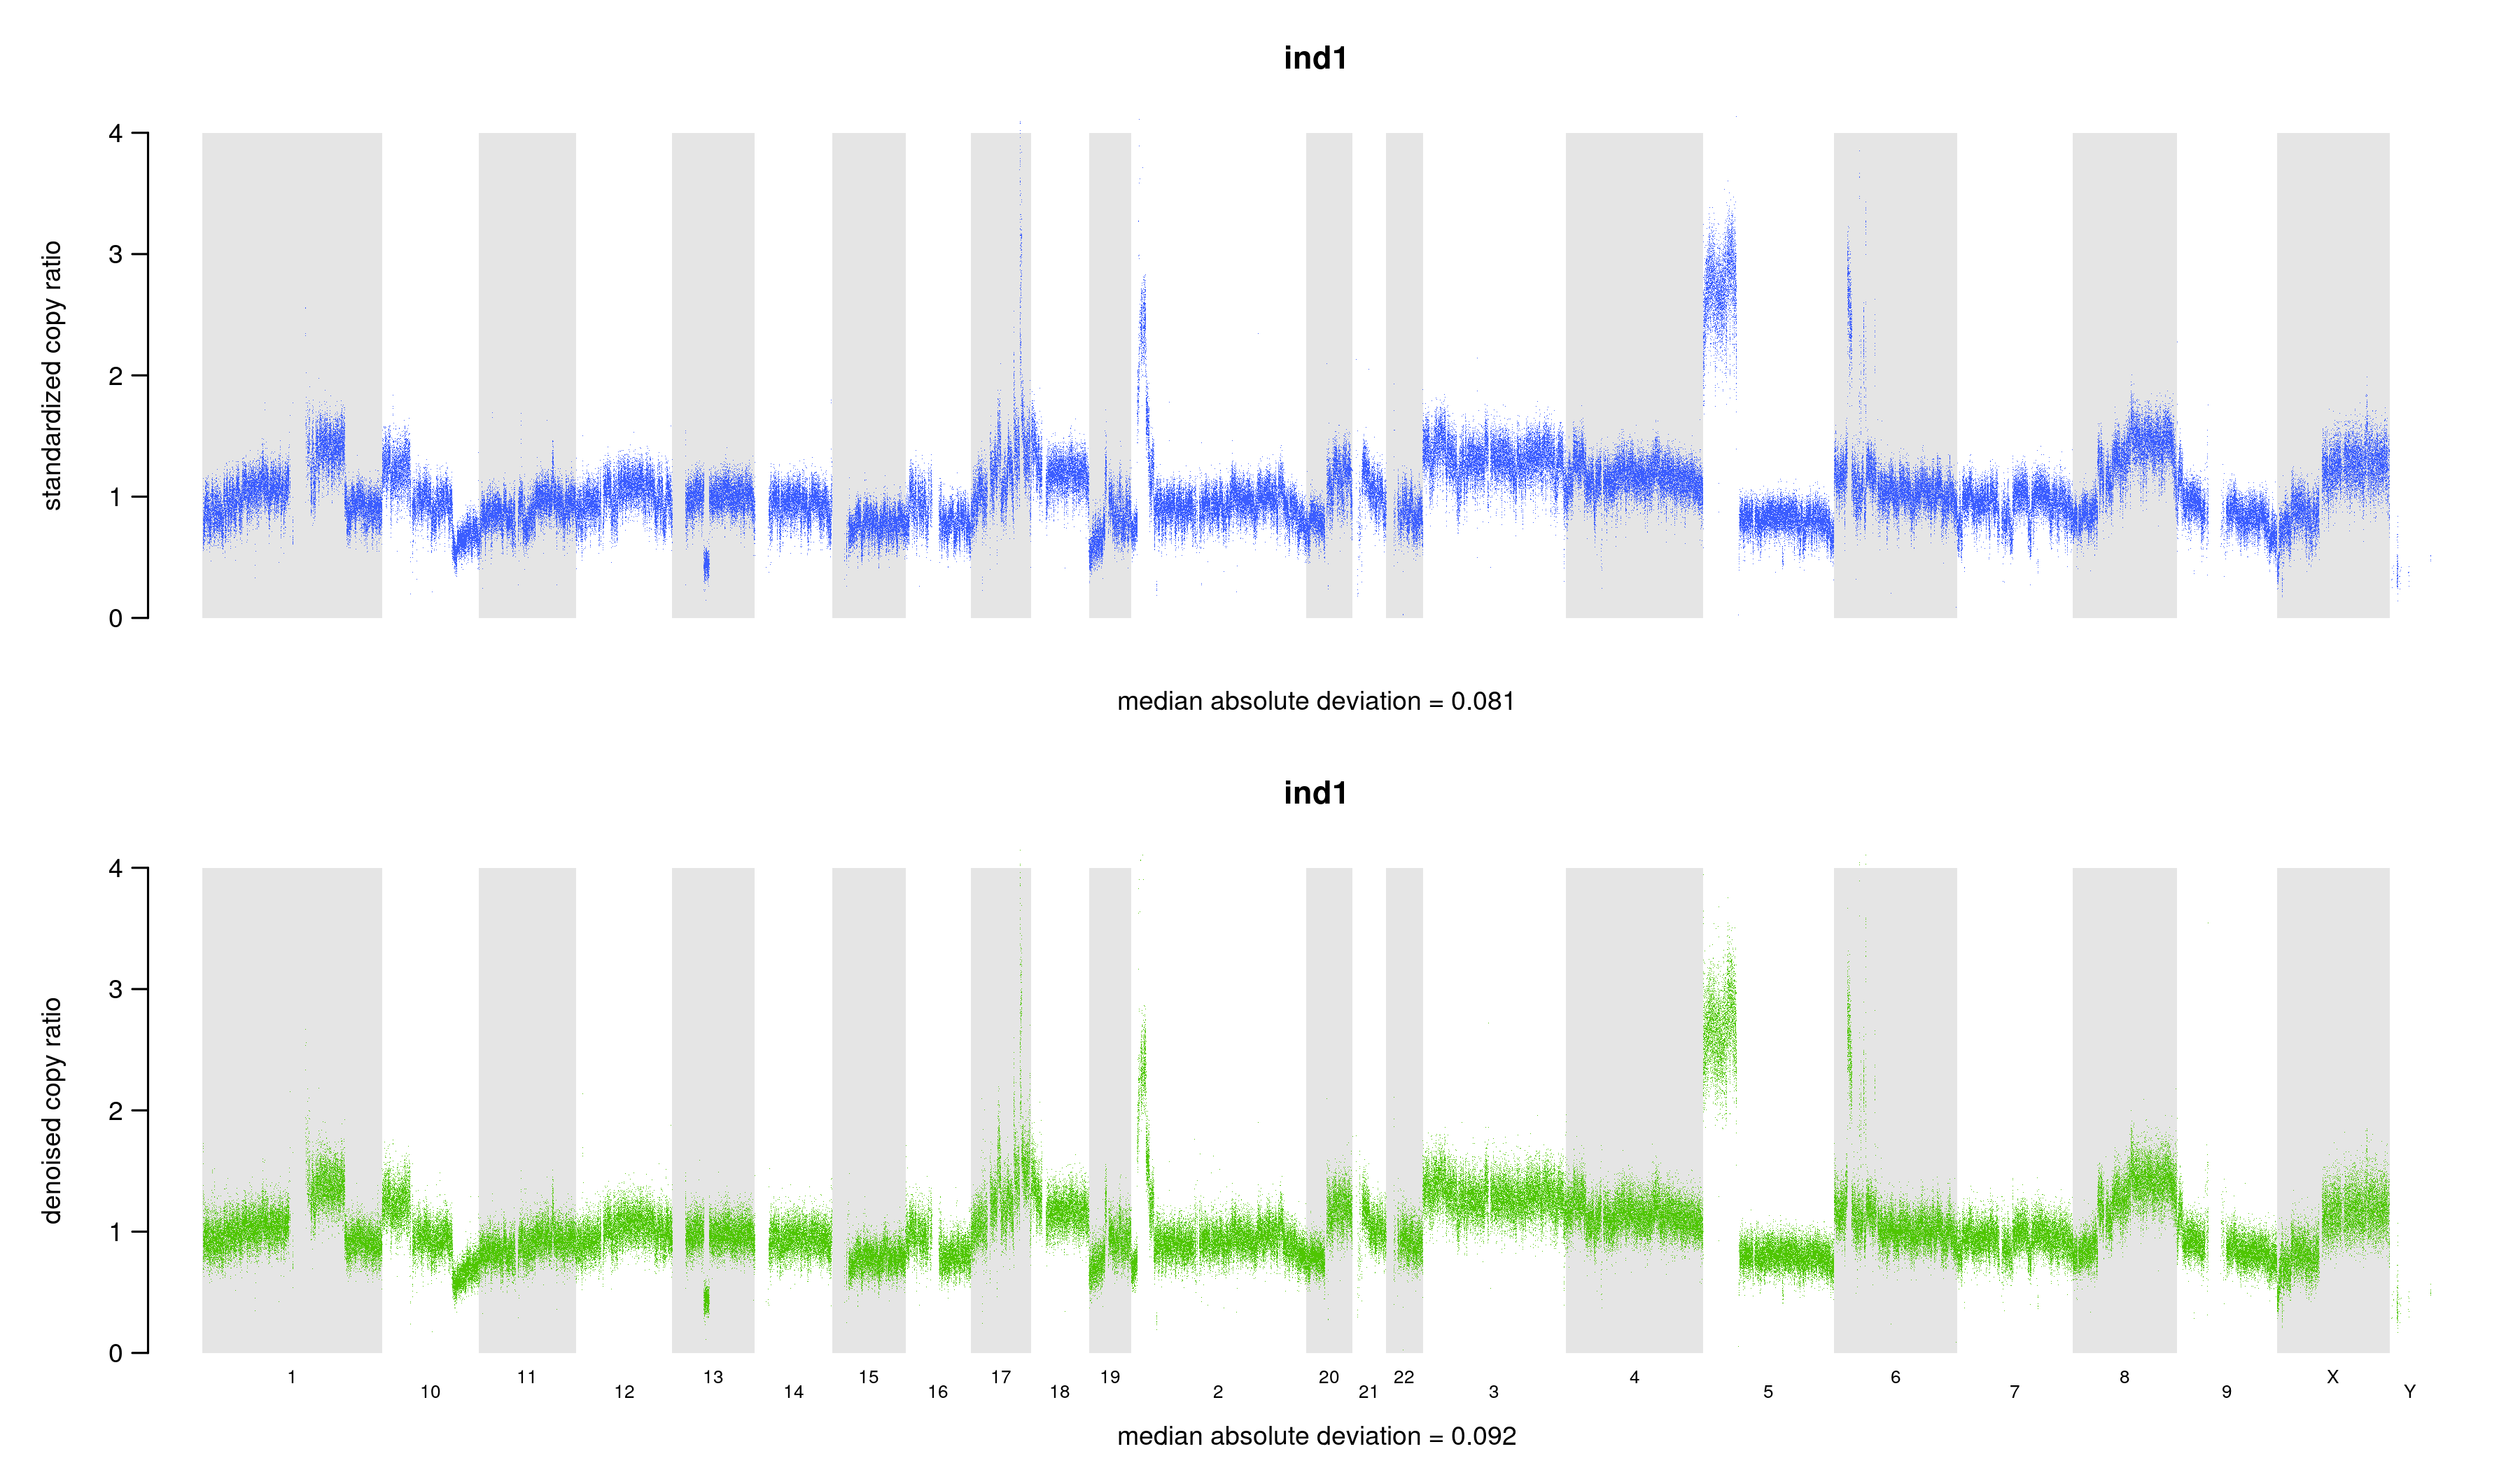 ind1
standardized copy ratio
4
3
2
1
0
median absolute deviation = 0.081
ind1
denoised copy ratio
4
3
2
1
0
1 10 11 12 13 14 15 16 17 18 19 2 20 21 22 3 4 5 6 7 8 9 X Y
median absolute deviation = 0.092